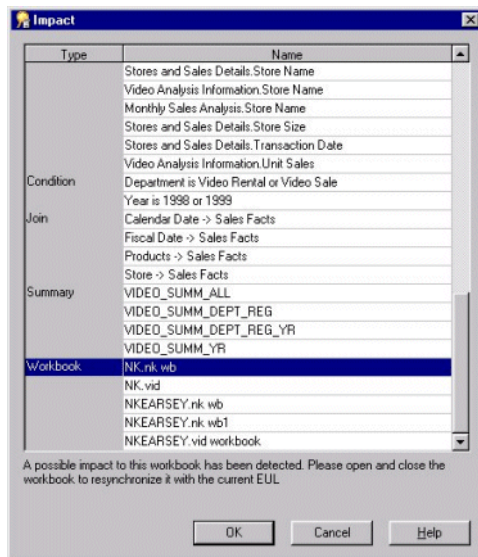 Impact
Type Name
Stores and Sales Details.Store Name
Video Analysis Information.Store Name
Monthly Sales Analysis.Store Name
Stores and Sales Details.Store Size
Stores and Sales Details.Transaction Date
Video Analysis Information.Unit Sales
Condition Department is Video Rental or Video Sale
Year is 1998 or 1999
Join Calendar Date -> Sales Facts
Fiscal Date -> Sales Facts
Products -> Sales Facts
Store -> Sales Facts
Summary VIDEO_SUMM_ALL
VIDEO_SUMM_DEPT_REG
VIDEO_SUMM_DEPT_REG_YR
VIDEO_SUMM_YR
Workbook NK.nk wb
NK.vid
NKEARSEY.nk wb
NKEARSEY.nk wb1
NKEARSEY.vid workbook
A possible impact to this workbook has been detected. Please open and close the
workbook to resynchronize it with the current EUL
OK Cancel Help